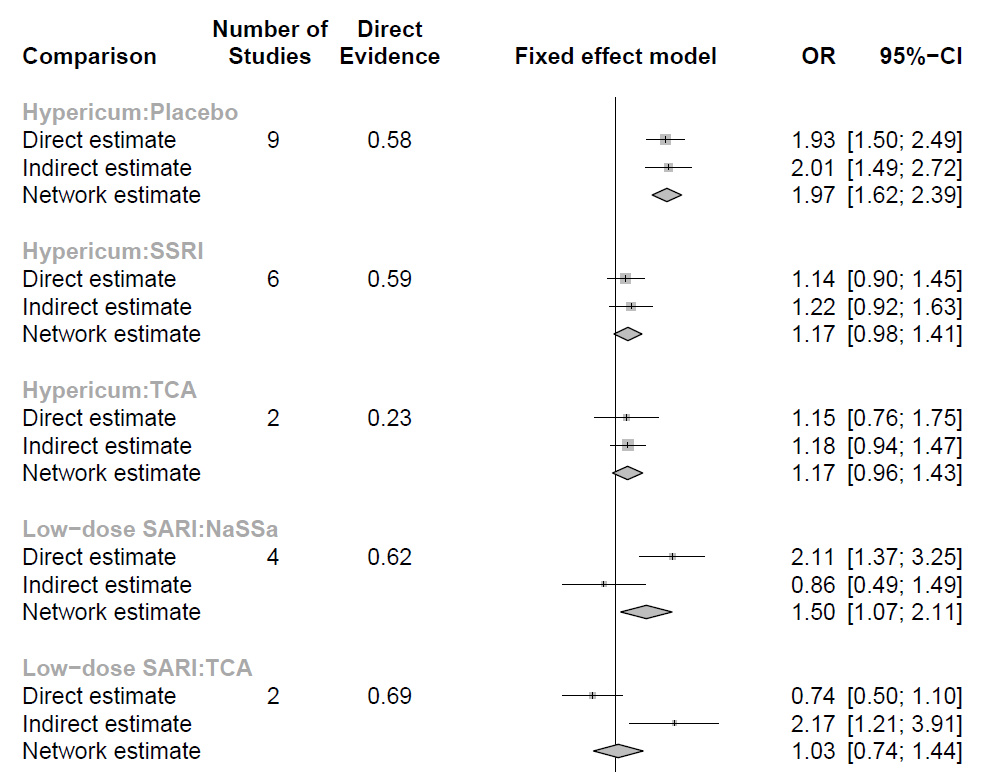 Number of Direct
Comparison Studies Evidence Fixed effect model OR 95%−CI
Hypericum:Placebo
Direct estimate 9 0.58 1.93 [1.50; 2.49]
Indirect estimate 2.01 [1.49; 2.72]
Network estimate 1.97 [1.62; 2.39]
Hypericum:SSRI
Direct estimate 6 0.59 1.14 [0.90; 1.45]
Indirect estimate 1.22 [0.92; 1.63]
Network estimate 1.17 [0.98; 1.41]
Hypericum:TCA
Direct estimate 2 0.23 1.15 [0.76; 1.75]
Indirect estimate 1.18 [0.94; 1.47]
Network estimate 1.17 [0.96; 1.43]
Low−dose SARI:NaSSa
Direct estimate 4 0.62 2.11 [1.37; 3.25]
Indirect estimate 0.86 [0.49; 1.49]
Network estimate 1.50 [1.07; 2.11]
Low−dose SARI:TCA
Direct estimate 2 0.69 0.74 [0.50; 1.10]
Indirect estimate 2.17 [1.21; 3.91]
Network estimate 1.03 [0.74; 1.44]